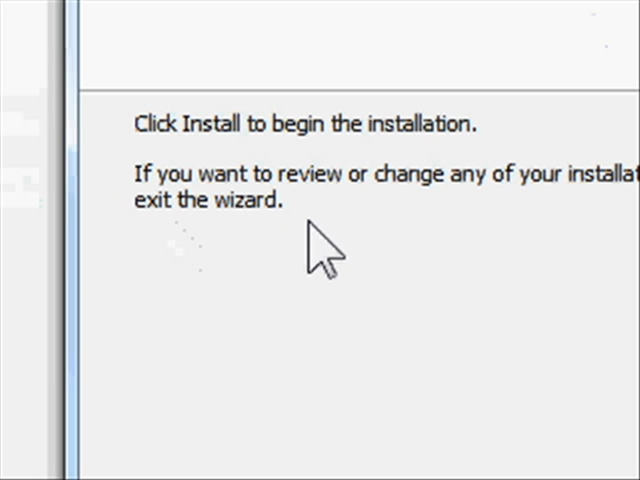 Click Install to begin the installation.
If you want to review or change any of your
exit the wizard.